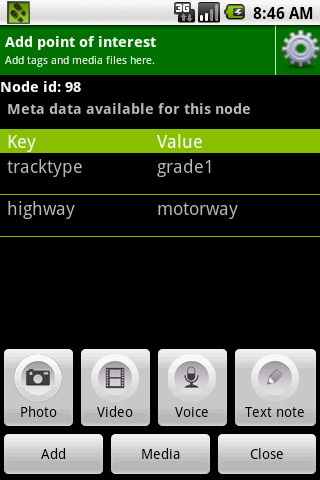 3G 8:46 AM
Add point of interest
Add tags and media files here.
Node id: 98
Meta data available for this node
Key Value
tracktype grade1
highway motorway
Photo Video Voice Text note
Add Media Close